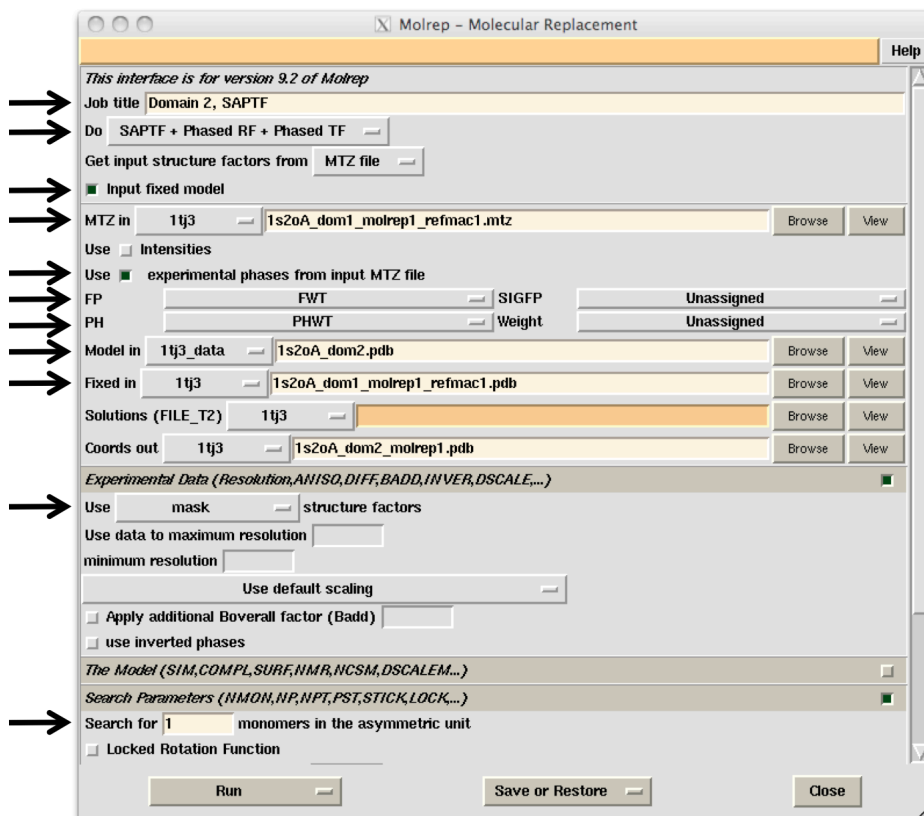 X Molrep - Molecular Replacement
Help
This interface is for version 9.2 of Molrep
Job title Domain 2, SAPTF
Do SAPTF + Phased RF + Phased TF
Get input structure factors from MTZ file
Input fixed model
MTZ in 1tj3 1s2oA_dom1_molrep1_refmac1.mtz Browse View
Use Intensities
Use experimental phases from input MTZ file
FP FWT SIGFP Unassigned
PH PHWT Weight Unassigned
Model in 1tj3_data 1s2oA_dom2.pdb Browse View
Fixed in 1tj3 1s2oA_dom1_molrep1_refmac1.pdb Browse View
Solutions (FILE_T2) 1tj3 Browse View
Coords out 1tj3 1s2oA_dom2_molrep1.pdb Browse View
Experimental Data (Resolution,ANISO,DIFF,BADD,INVER,DSCALE,...)
Use mask structure factors
Use data to maximum resolution
minimum resolution
Use default scaling
Apply additional Boverall factor (Badd)
use inverted phases
The Model (SIM,COMPL,SURF,NMR,NCSM,DSCALEM...)
Search Parameters (NMON,NP,NPT,PST,STICK,LOCK,...)
Search for 1 monomers in the asymmetric unit
Locked Rotation Function
Run Save or Restore Close